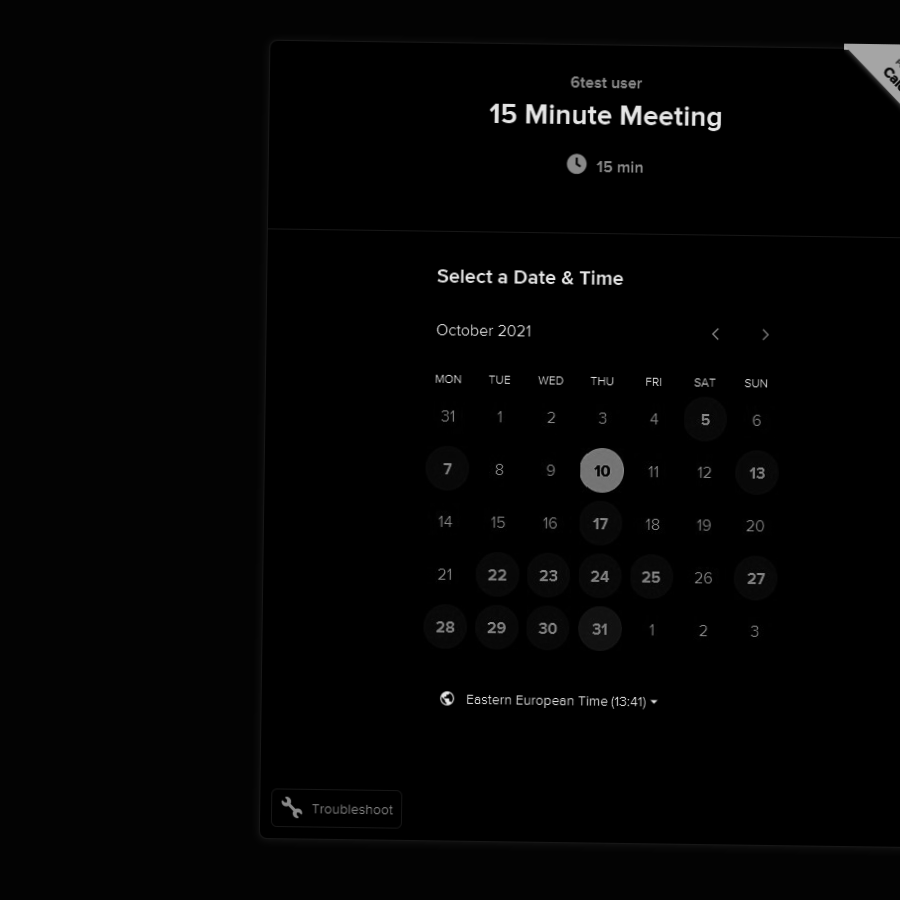 6test user
15 Minute Meeting
15 min
Select a Date & Time
October 2021
MON TUE WED THU FRI SAT SUN
31 1 2 3 4 5 6
7 8 9 10 11 12 13
14 15 16 17 18 19 20
21 22 23 24 25 26 27
28 29 30 31 1 2 3
Eastern European Time (13:41)
Troubleshoot